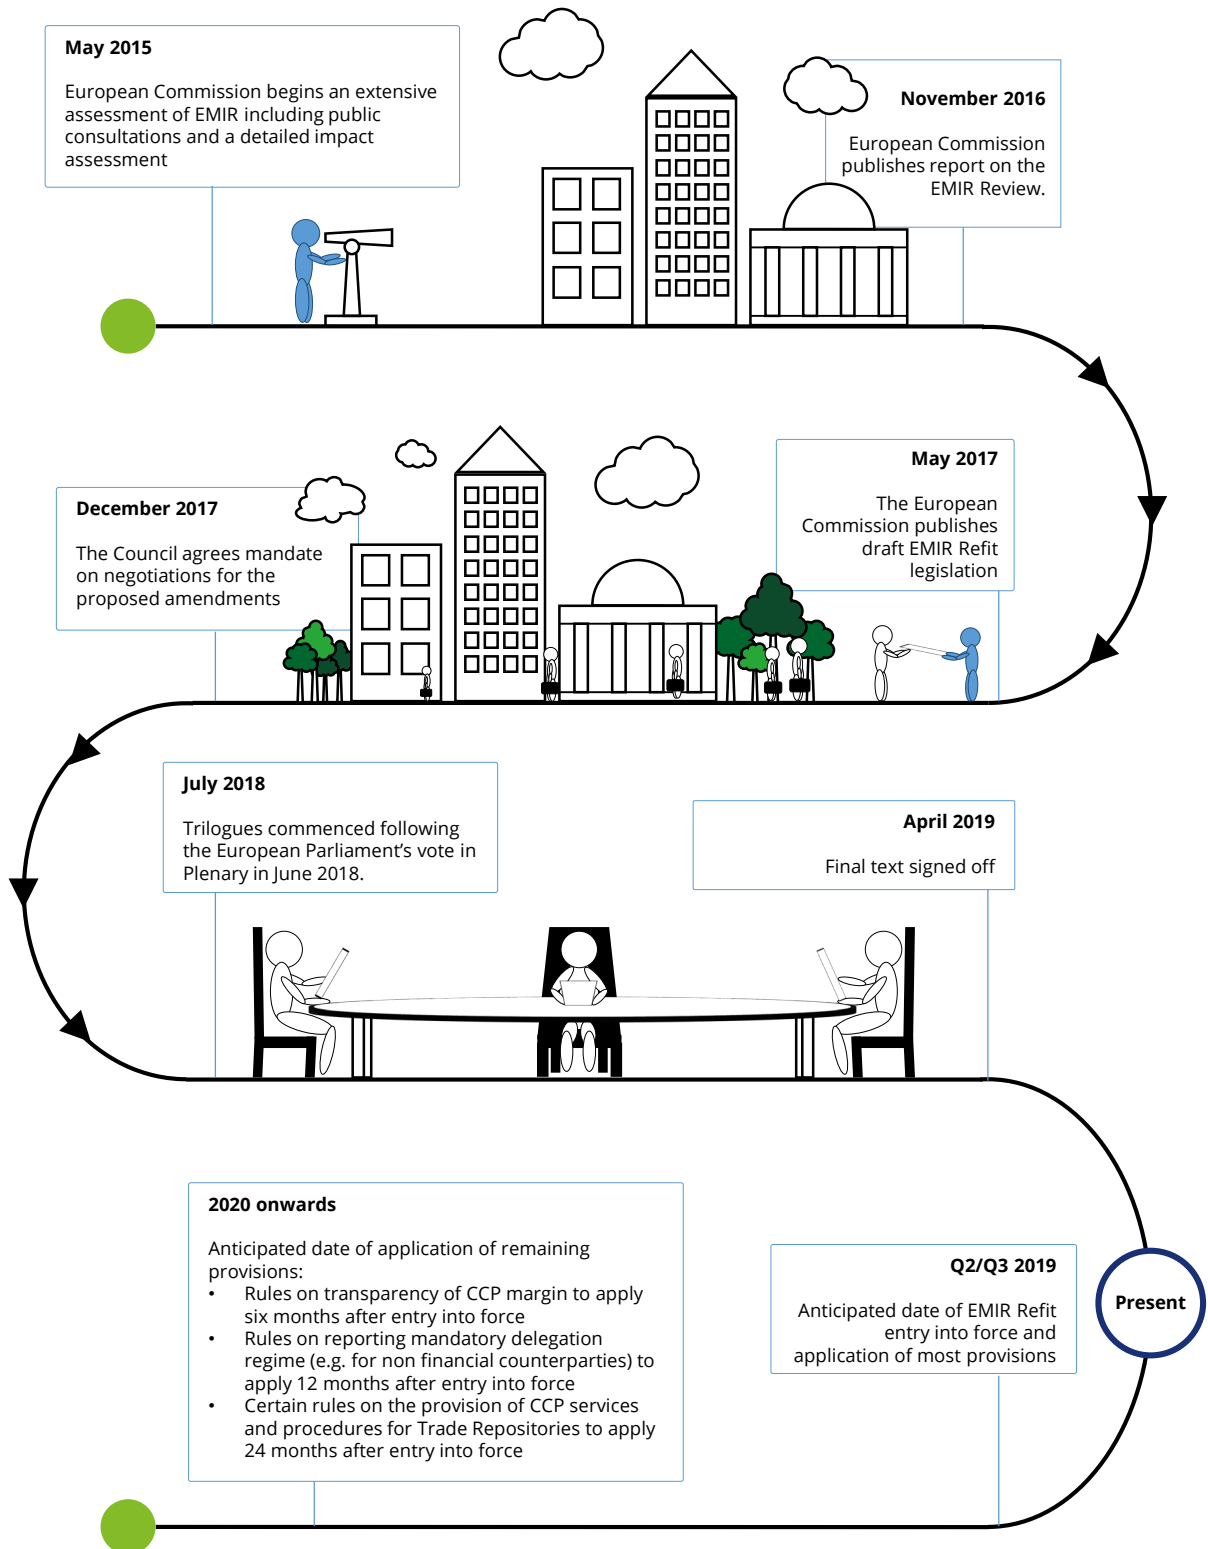 May 2015
European Commission begins an extensive
assessment of EMIR including public
consultations and a detailed impact
assessment
November 2016
European Commission
publishes report on the
EMIR Review.
May 2017
The European
Commission publishes
draft EMIR Refit
legislation
December 2017
The Council agrees mandate
on negotiations for the
proposed amendments
July 2018
Trilogues commenced following
the European Parliament’s vote in
Plenary in June 2018.
April 2019
Final text signed off
Present
Q2/Q3 2019
Anticipated date of EMIR Refit
entry into force and
application of most provisions
2020 onwards
Anticipated date of application of remaining
provisions:
• Rules on transparency of CCP margin to apply
six months after entry into force
• Rules on reporting mandatory delegation
regime (e.g. for non financial counterparties) to
apply 12 months after entry into force
• Certain rules on the provision of CCP services
and procedures for Trade Repositories to apply
24 months after entry into force